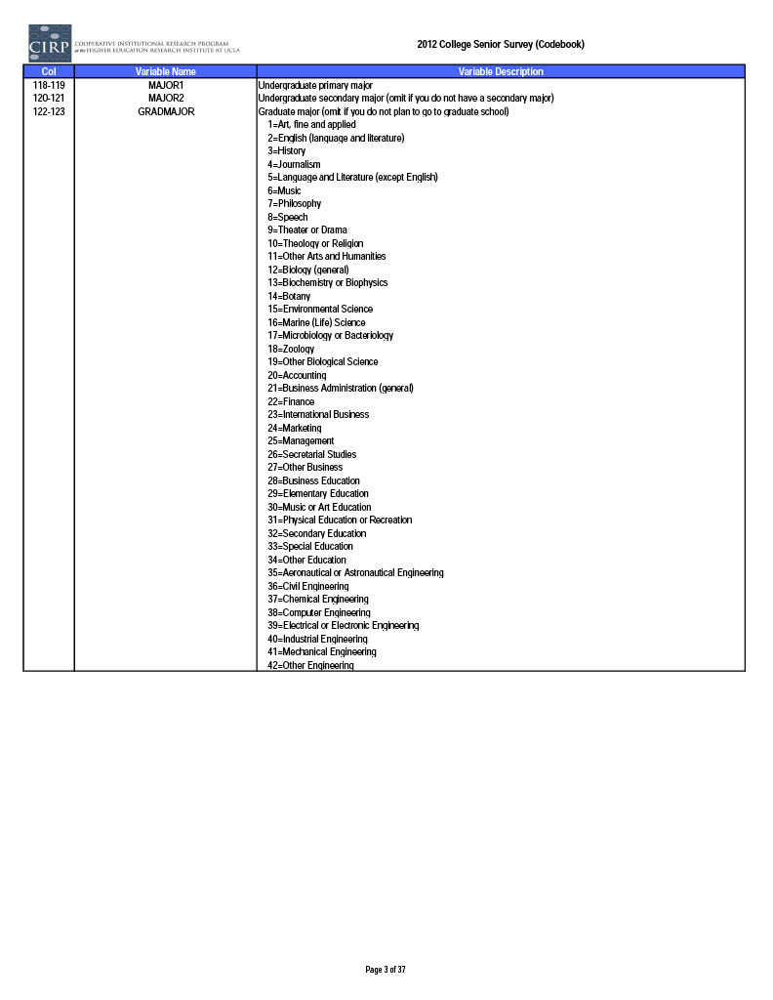 CIRP
COOPERATIVE INSTITUTIONAL RESEARCH PROGRAM
at the HIGHER EDUCATION RESEARCH INSTITUTE AT UCLA
2012 College Senior Survey (Codebook)
Col Variable Name Variable Description
118-119 MAJOR1 Undergraduate primary major
120-121 MAJOR2 Undergraduate secondary major (omit if you do not have a secondary major)
122-123 GRADMAJOR Graduate major (omit if you do not plan to go to graduate school)
1=Art, fine and applied
2=English (language and literature)
3=History
4=Journalism
5=Language and Literature (except English)
6=Music
7=Philosophy
8=Speech
9=Theater or Drama
10=Theology or Religion
11=Other Arts and Humanities
12=Biology (general)
13=Biochemistry or Biophysics
14=Botany
15=Environmental Science
16=Marine (Life) Science
17=Microbiology or Bacteriology
18=Zoology
19=Other Biological Science
20=Accounting
21=Business Administration (general)
22=Finance
23=International Business
24=Marketing
25=Management
26=Secretarial Studies
27=Other Business
28=Business Education
29=Elementary Education
30=Music or Art Education
31=Physical Education or Recreation
32=Secondary Education
33=Special Education
34=Other Education
35=Aeronautical or Astronautical Engineering
36=Civil Engineering
37=Chemical Engineering
38=Computer Engineering
39=Electrical or Electronic Engineering
40=Industrial Engineering
41=Mechanical Engineering
42=Other Engineering
Page 3 of 37